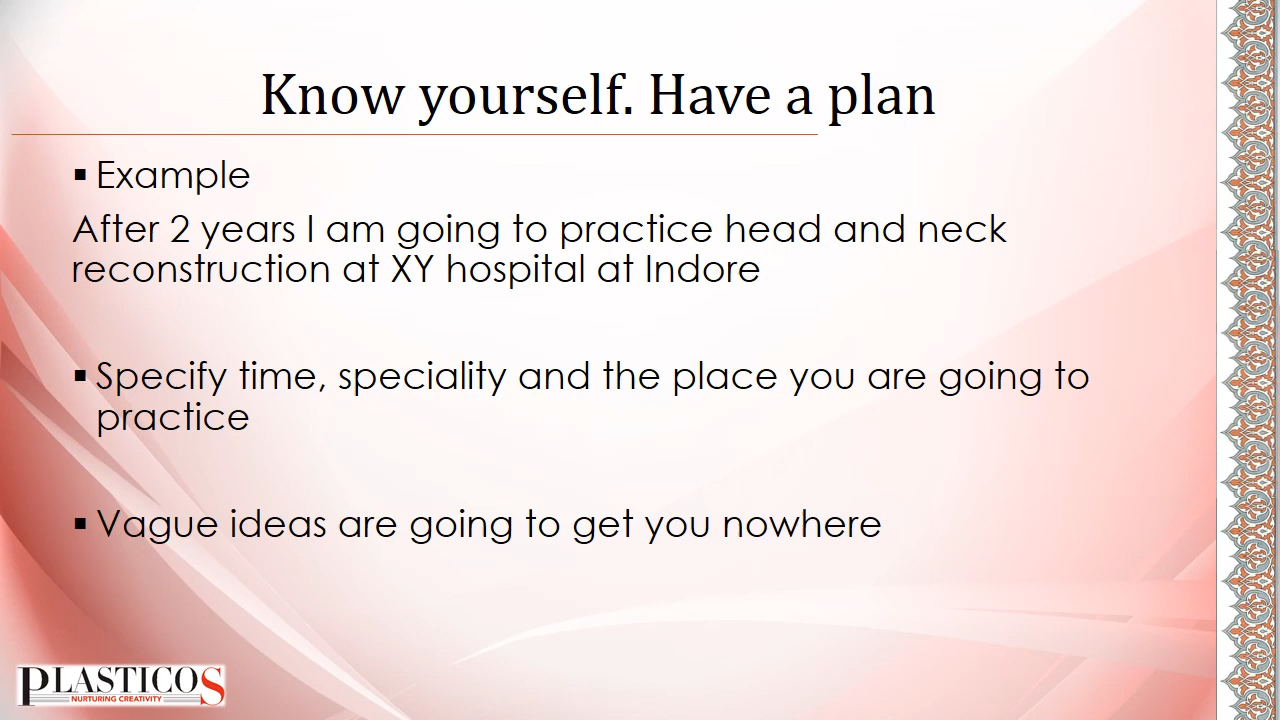 Know yourself. Have a plan
▪ Example
After 2 years I am going to practice head and neck
reconstruction at XY hospital at Indore
▪ Specify time, speciality and the place you are going to
practice
▪ Vague ideas are going to get you nowhere
PLASTICOS
NURTURING CREATIVITY